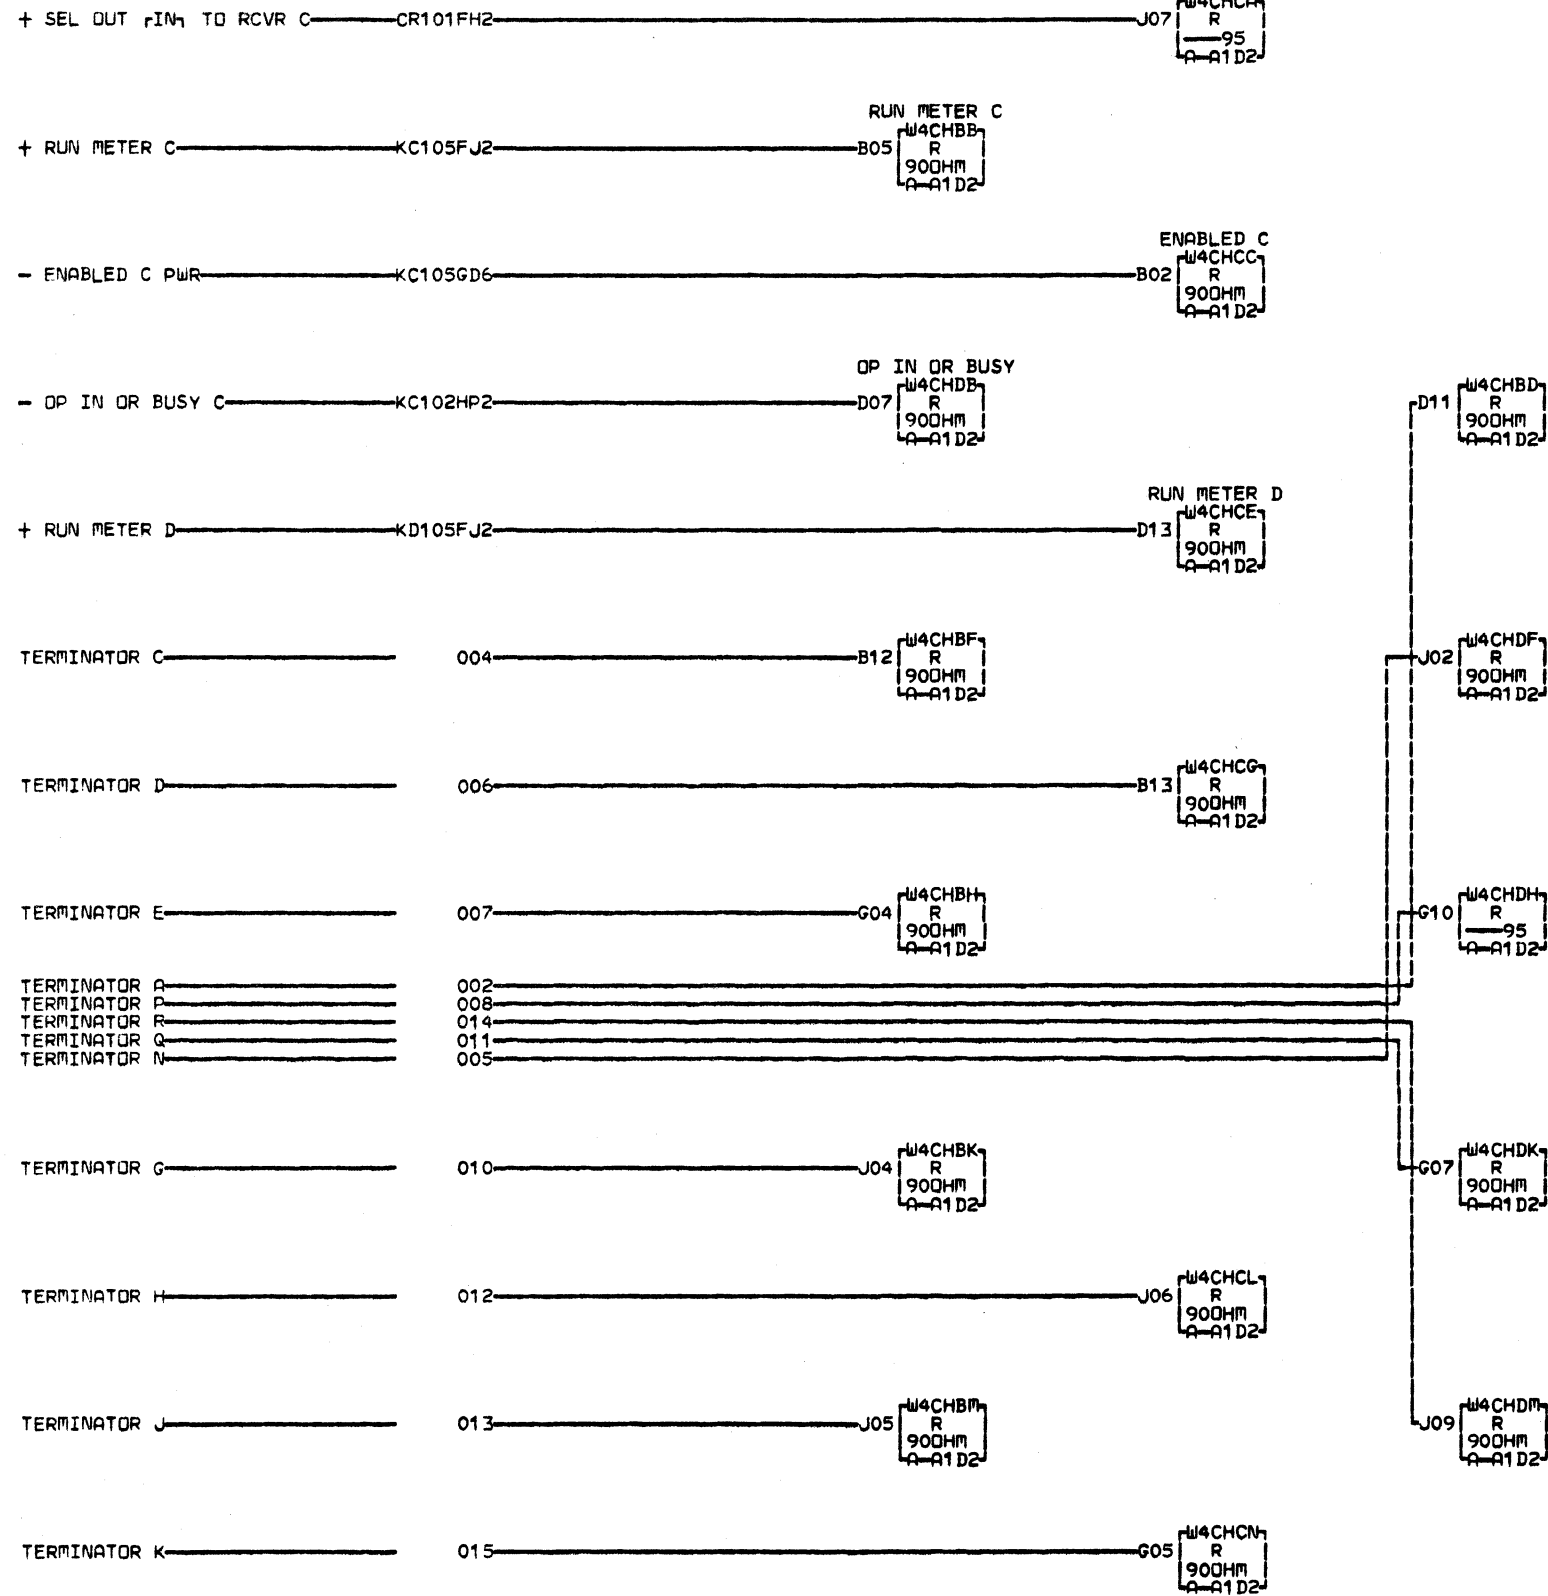 W4CHCA
+ SEL OUT ┌IN┐ TO RCVR C CR101FH2 J07 R
95
A A1D2
RUN METER C
W4CHBB
+ RUN METER C KC105FJ2 B05 R
90OHM
A A1D2
ENABLED C
W4CHCC
- ENABLED C PWR KC105GD6 B02 R
90OHM
A A1D2
OP IN OR BUSY
W4CHDB W4CHBD
- OP IN OR BUSY C KC102HP2 D07 R D11 R
90OHM 90OHM
A A1D2 A A1D2
RUN METER D
W4CHCE
+ RUN METER D KD105FJ2 D13 R
90OHM
A A1D2
W4CHBF W4CHDF
TERMINATOR C 004 B12 R J02 R
90OHM 90OHM
A A1D2 A A1D2
W4CHCG
TERMINATOR D 006 B13 R
90OHM
A A1D2
W4CHBH W4CHDH
TERMINATOR E 007 G04 R G10 R
90OHM 95
A A1D2 A A1D2
TERMINATOR A 002
TERMINATOR P 008
TERMINATOR R 014
TERMINATOR Q 011
TERMINATOR N 005
W4CHBK W4CHDK
TERMINATOR G 010 J04 R G07 R
90OHM 90OHM
A A1D2 A A1D2
W4CHCL
TERMINATOR H 012 J06 R
90OHM
A A1D2
W4CHBM W4CHDM
TERMINATOR J 013 J05 R J09 R
90OHM 90OHM
A A1D2 A A1D2
W4CHCN
TERMINATOR K 015 G05 R
90OHM
A A1D2